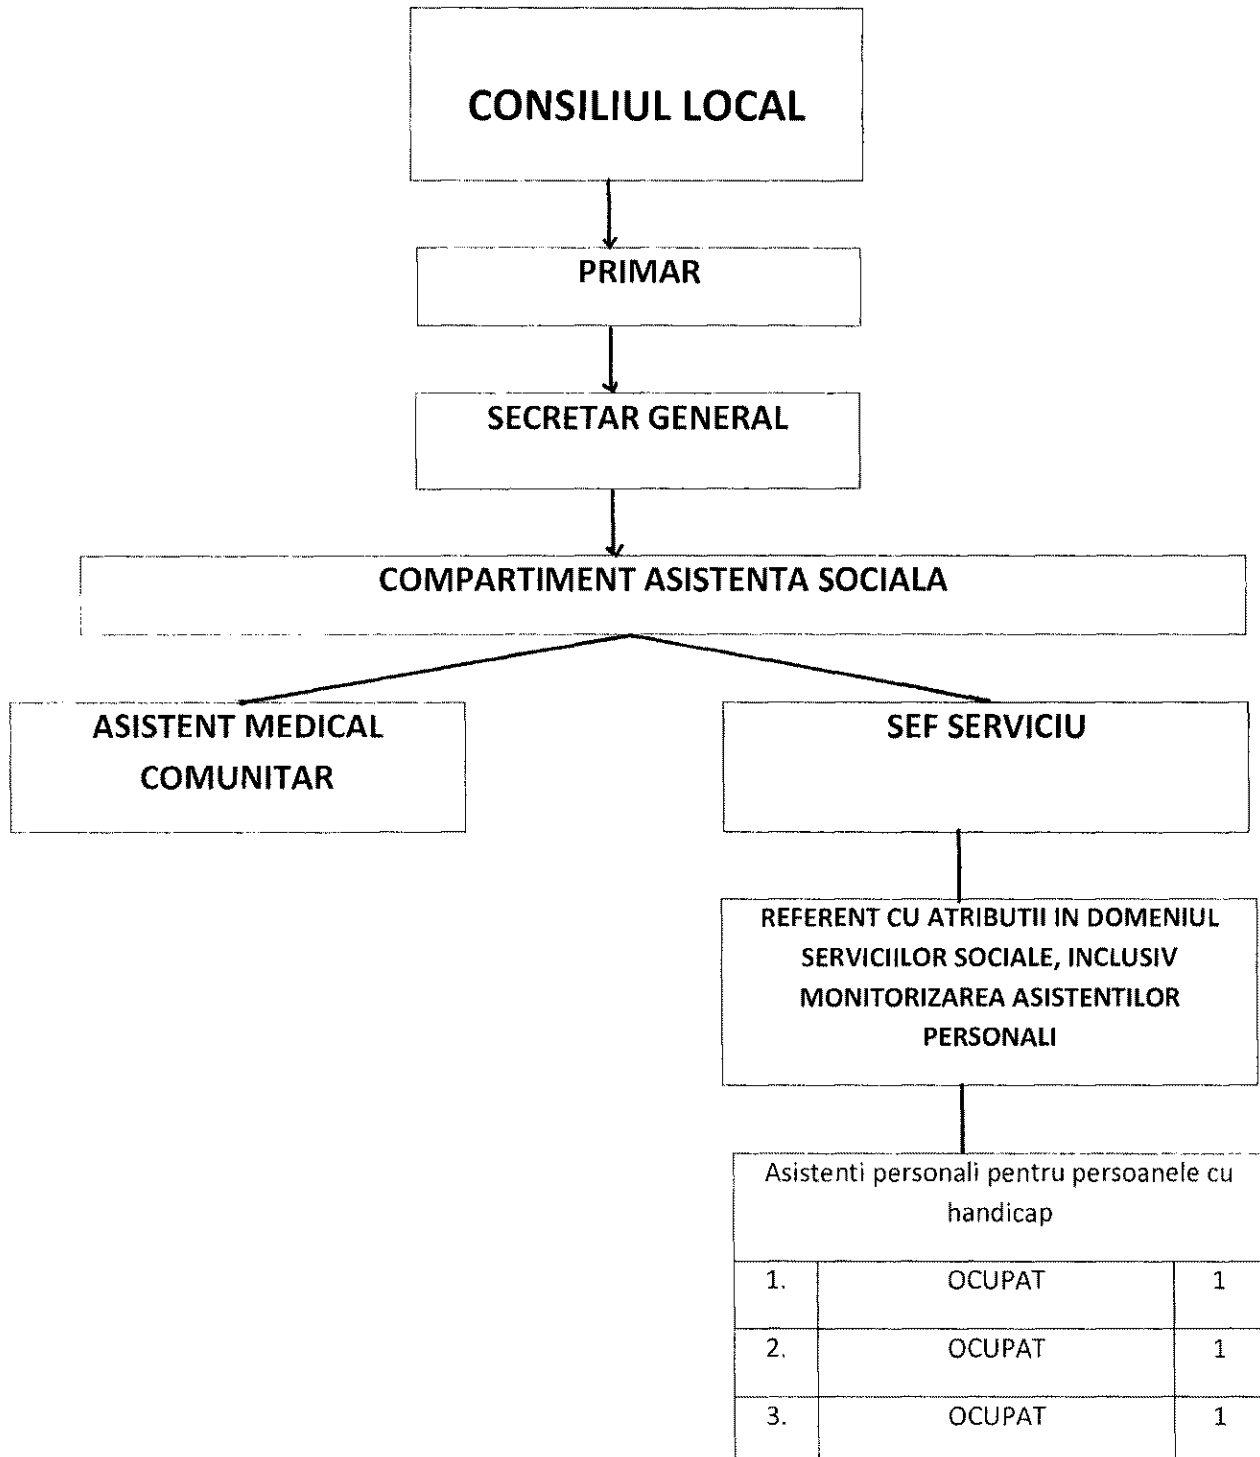 CONSILIUL LOCAL
PRIMAR
SECRETAR GENERAL
COMPARTIMENT ASISTENTA SOCIALA
ASISTENT MEDICAL
COMUNITAR
SEF SERVICIU
REFERENT CU ATRIBUTII IN DOMENIUL
SERVICIILOR SOCIALE, INCLUSIV
MONITORIZAREA ASISTENTILOR
PERSONALI
Asistenti personali pentru persoanele cu
handicap
1. OCUPAT 1
2. OCUPAT 1
3. OCUPAT 1